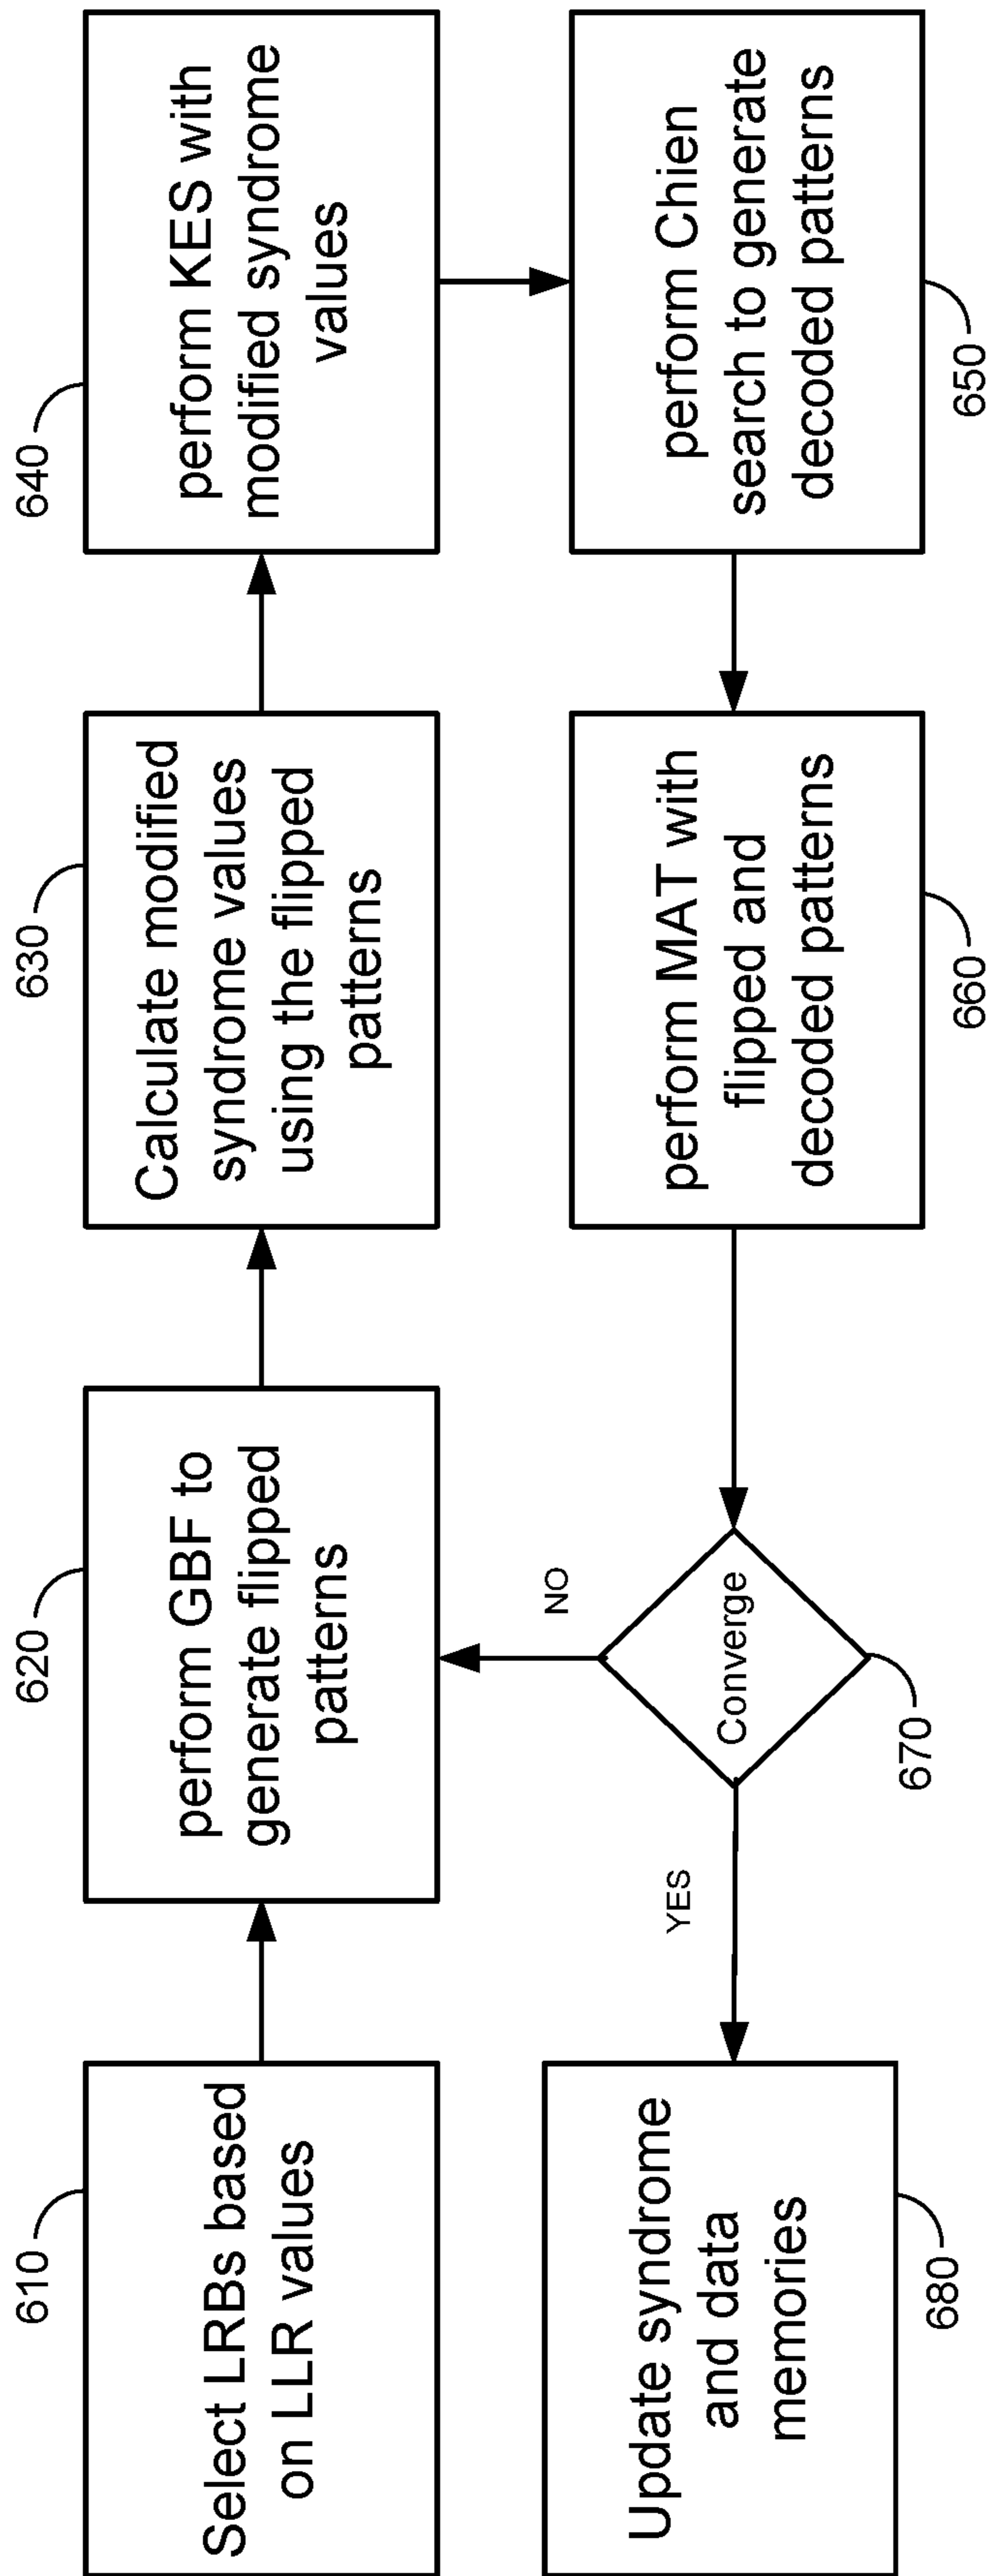 610
Select LRBs based
on LLR values
620
perform GBF to
generate flipped
patterns
630
Calculate modified
syndrome values
using the flipped
patterns
640
perform KES with
modified syndrome
values
650
perform Chien
search to generate
decoded patterns
660
perform MAT with
flipped and
decoded patterns
670
Converge
NO
YES
680
Update syndrome
and data
memories